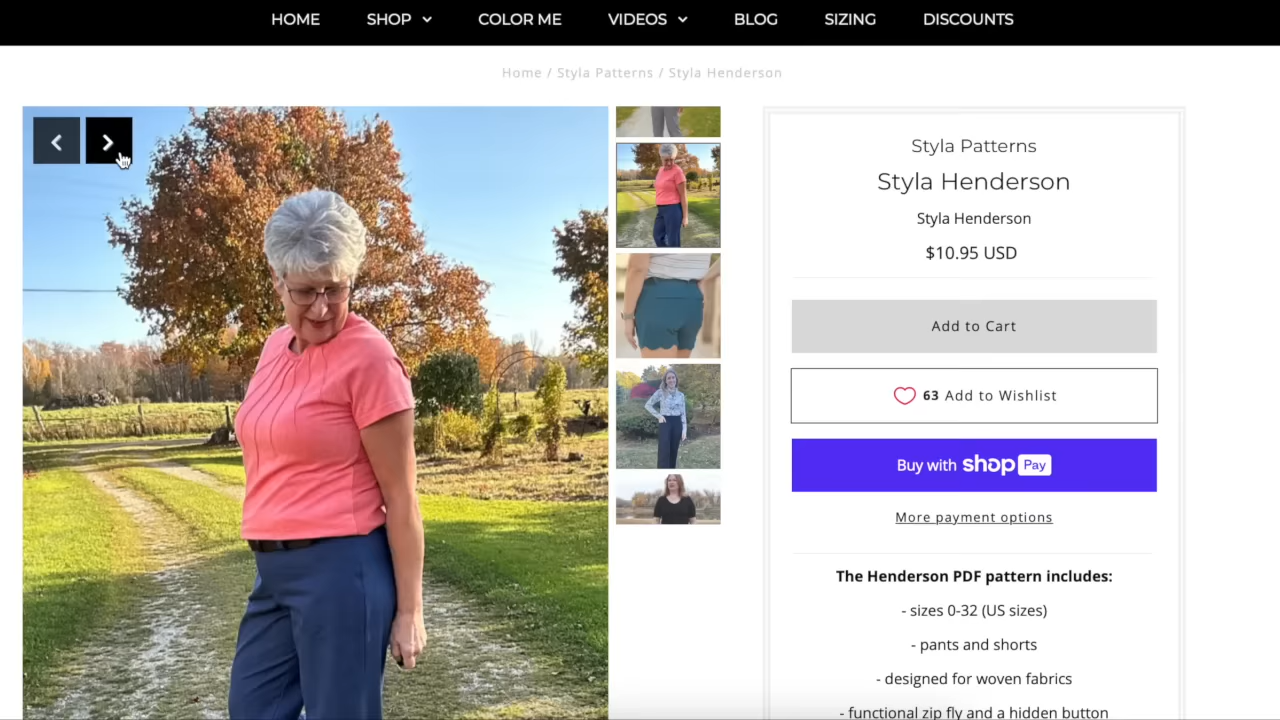 HOME SHOP COLOR ME VIDEOS BLOG SIZING DISCOUNTS
Home / Styla Patterns / Styla Henderson
Styla Patterns
Styla Henderson
Styla Henderson
$10.95 USD
Add to Cart
63 Add to Wishlist
Buy with shop Pay
More payment options
The Henderson PDF pattern includes:
- sizes 0-32 (US sizes)
- pants and shorts
- designed for woven fabrics
- functional zip fly and a hidden button